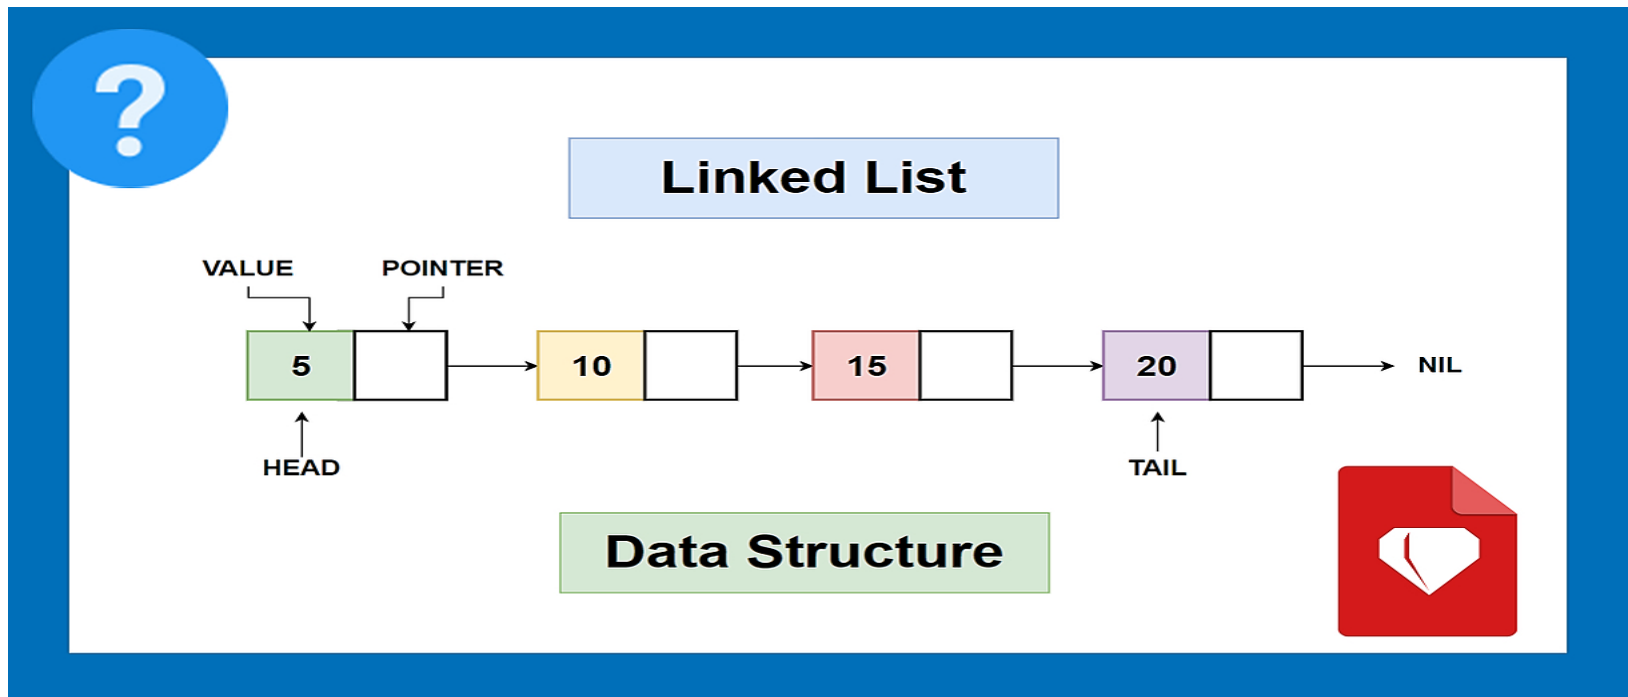 ?
Linked List
VALUE POINTER
5 10 15 20 NIL
HEAD TAIL
Data Structure